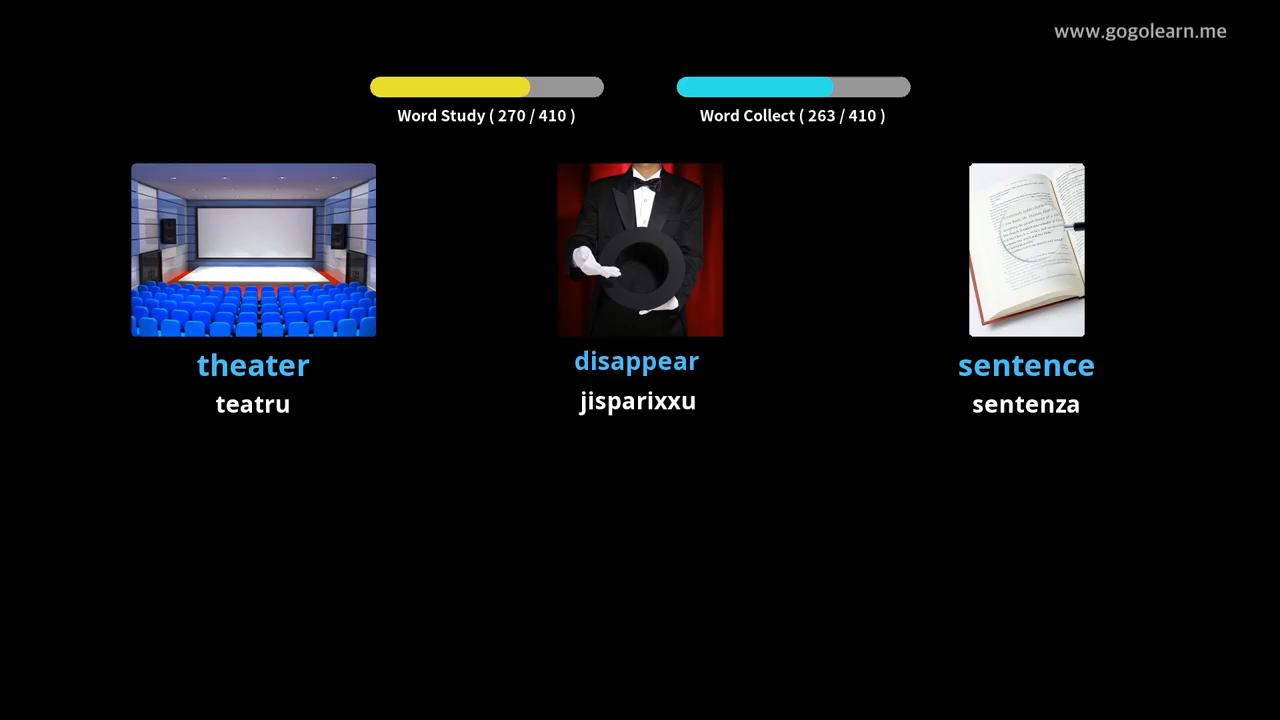 www.gogolearn.me
Word Study ( 270 / 410 )
Word Collect ( 263 / 410 )
theater
teatru
disappear
jisparixxu
sentence
sentenza